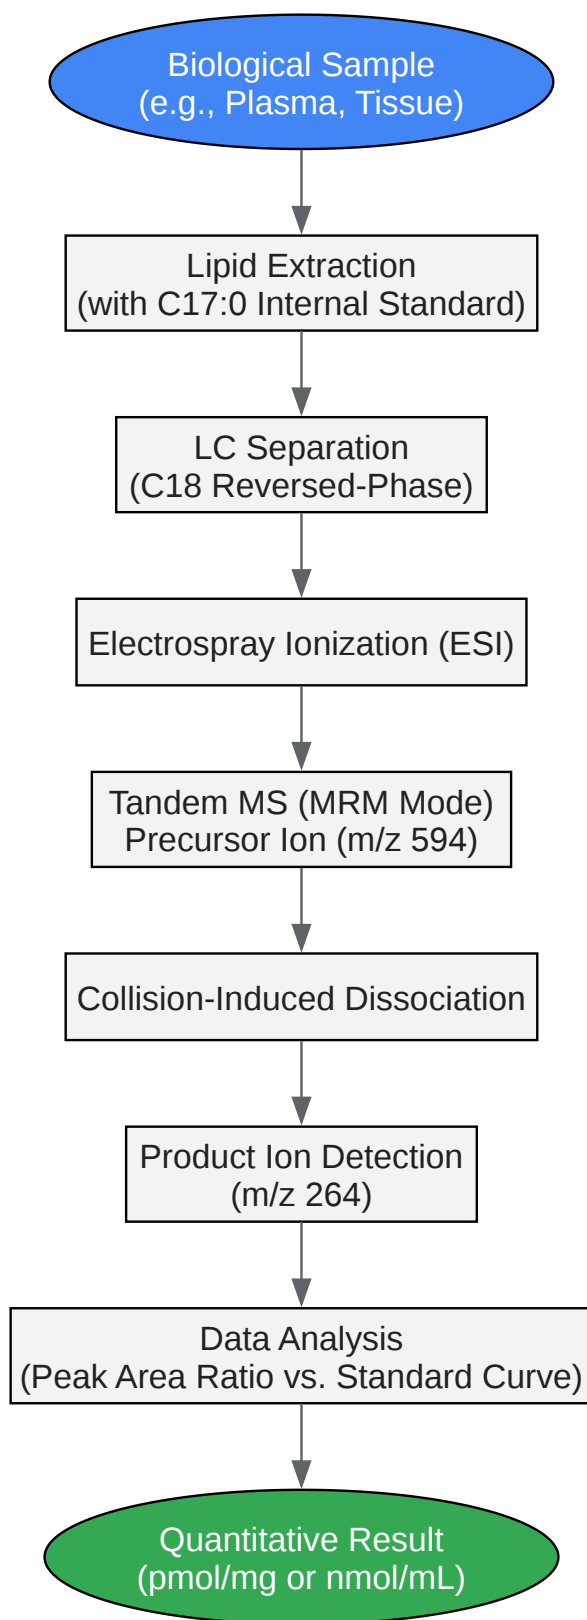 Biological Sample
(e.g., Plasma, Tissue)
Lipid Extraction
(with C17:0 Internal Standard)
LC Separation
(C18 Reversed-Phase)
Electrospray Ionization (ESI)
Tandem MS (MRM Mode)
Precursor Ion (m/z 594)
Collision-Induced Dissociation
Product Ion Detection
(m/z 264)
Data Analysis
(Peak Area Ratio vs. Standard Curve)
Quantitative Result
(pmol/mg or nmol/mL)